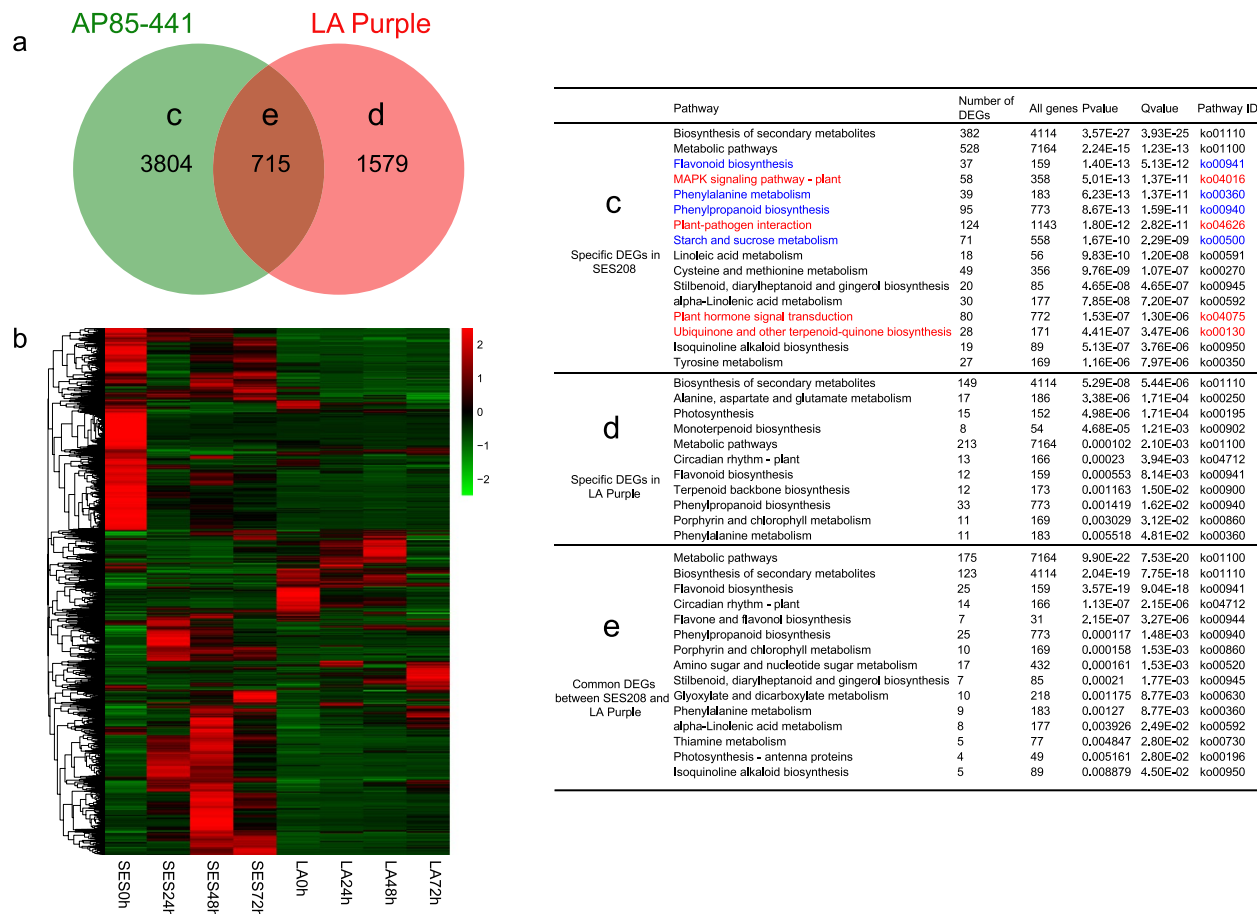 a
AP85-441
LA Purple
c
e
d
3804
715
1579
b
2
1
0
−1
−2
SES0h
SES24h
SES48h
SES72h
LA0h
LA24h
LA48h
LA72h
Pathway Number of DEGs All genes Pvalue Qvalue Pathway ID
c
Specific DEGs in SES208
Biosynthesis of secondary metabolites 382 4114 3.57E-27 3.93E-25 ko01110
Metabolic pathways 528 7164 2.24E-15 1.23E-13 ko01100
Flavonoid biosynthesis 37 159 1.40E-13 5.13E-12 ko00941
MAPK signaling pathway - plant 58 358 5.01E-13 1.37E-11 ko04016
Phenylalanine metabolism 39 183 6.23E-13 1.37E-11 ko00360
Phenylpropanoid biosynthesis 95 773 8.67E-13 1.59E-11 ko00940
Plant-pathogen interaction 124 1143 1.80E-12 2.82E-11 ko04626
Starch and sucrose metabolism 71 558 1.67E-10 2.29E-09 ko00500
Linoleic acid metabolism 18 56 9.83E-10 1.20E-08 ko00591
Cysteine and methionine metabolism 49 356 9.76E-09 1.07E-07 ko00270
Stilbenoid, diarylheptanoid and gingerol biosynthesis 20 85 4.65E-08 4.65E-07 ko00945
alpha-Linolenic acid metabolism 30 177 7.85E-08 7.20E-07 ko00592
Plant hormone signal transduction 80 772 1.53E-07 1.30E-06 ko04075
Ubiquinone and other terpenoid-quinone biosynthesis 28 171 4.41E-07 3.47E-06 ko00130
Isoquinoline alkaloid biosynthesis 19 89 5.13E-07 3.76E-06 ko00950
Tyrosine metabolism 27 169 1.16E-06 7.97E-06 ko00350
d
Specific DEGs in LA Purple
Biosynthesis of secondary metabolites 149 4114 5.29E-08 5.44E-06 ko01110
Alanine, aspartate and glutamate metabolism 17 186 3.38E-06 1.71E-04 ko00250
Photosynthesis 15 152 4.98E-06 1.71E-04 ko00195
Monoterpenoid biosynthesis 8 54 4.68E-05 1.21E-03 ko00902
Metabolic pathways 213 7164 0.000102 2.10E-03 ko01100
Circadian rhythm - plant 13 166 0.00023 3.94E-03 ko04712
Flavonoid biosynthesis 12 159 0.000553 8.14E-03 ko00941
Terpenoid backbone biosynthesis 12 173 0.001163 1.50E-02 ko00900
Phenylpropanoid biosynthesis 33 773 0.001419 1.62E-02 ko00940
Porphyrin and chlorophyll metabolism 11 169 0.003029 3.12E-02 ko00860
Phenylalanine metabolism 11 183 0.005518 4.81E-02 ko00360
e
Common DEGs between SES208 and LA Purple
Metabolic pathways 175 7164 9.90E-22 7.53E-20 ko01100
Biosynthesis of secondary metabolites 123 4114 2.04E-19 7.75E-18 ko01110
Flavonoid biosynthesis 25 159 3.57E-19 9.04E-18 ko00941
Circadian rhythm - plant 14 166 1.13E-07 2.15E-06 ko04712
Flavone and flavonol biosynthesis 7 31 2.15E-07 3.27E-06 ko00944
Phenylpropanoid biosynthesis 25 773 0.000117 1.48E-03 ko00940
Porphyrin and chlorophyll metabolism 10 169 0.000158 1.53E-03 ko00860
Amino sugar and nucleotide sugar metabolism 17 432 0.000161 1.53E-03 ko00520
Stilbenoid, diarylheptanoid and gingerol biosynthesis 7 85 0.00021 1.77E-03 ko00945
Glyoxylate and dicarboxylate metabolism 10 218 0.001175 8.77E-03 ko00630
Phenylalanine metabolism 9 183 0.00127 8.77E-03 ko00360
alpha-Linolenic acid metabolism 8 177 0.003926 2.49E-02 ko00592
Thiamine metabolism 5 77 0.004847 2.80E-02 ko00730
Photosynthesis - antenna proteins 4 49 0.005161 2.80E-02 ko00196
Isoquinoline alkaloid biosynthesis 5 89 0.008879 4.50E-02 ko00950